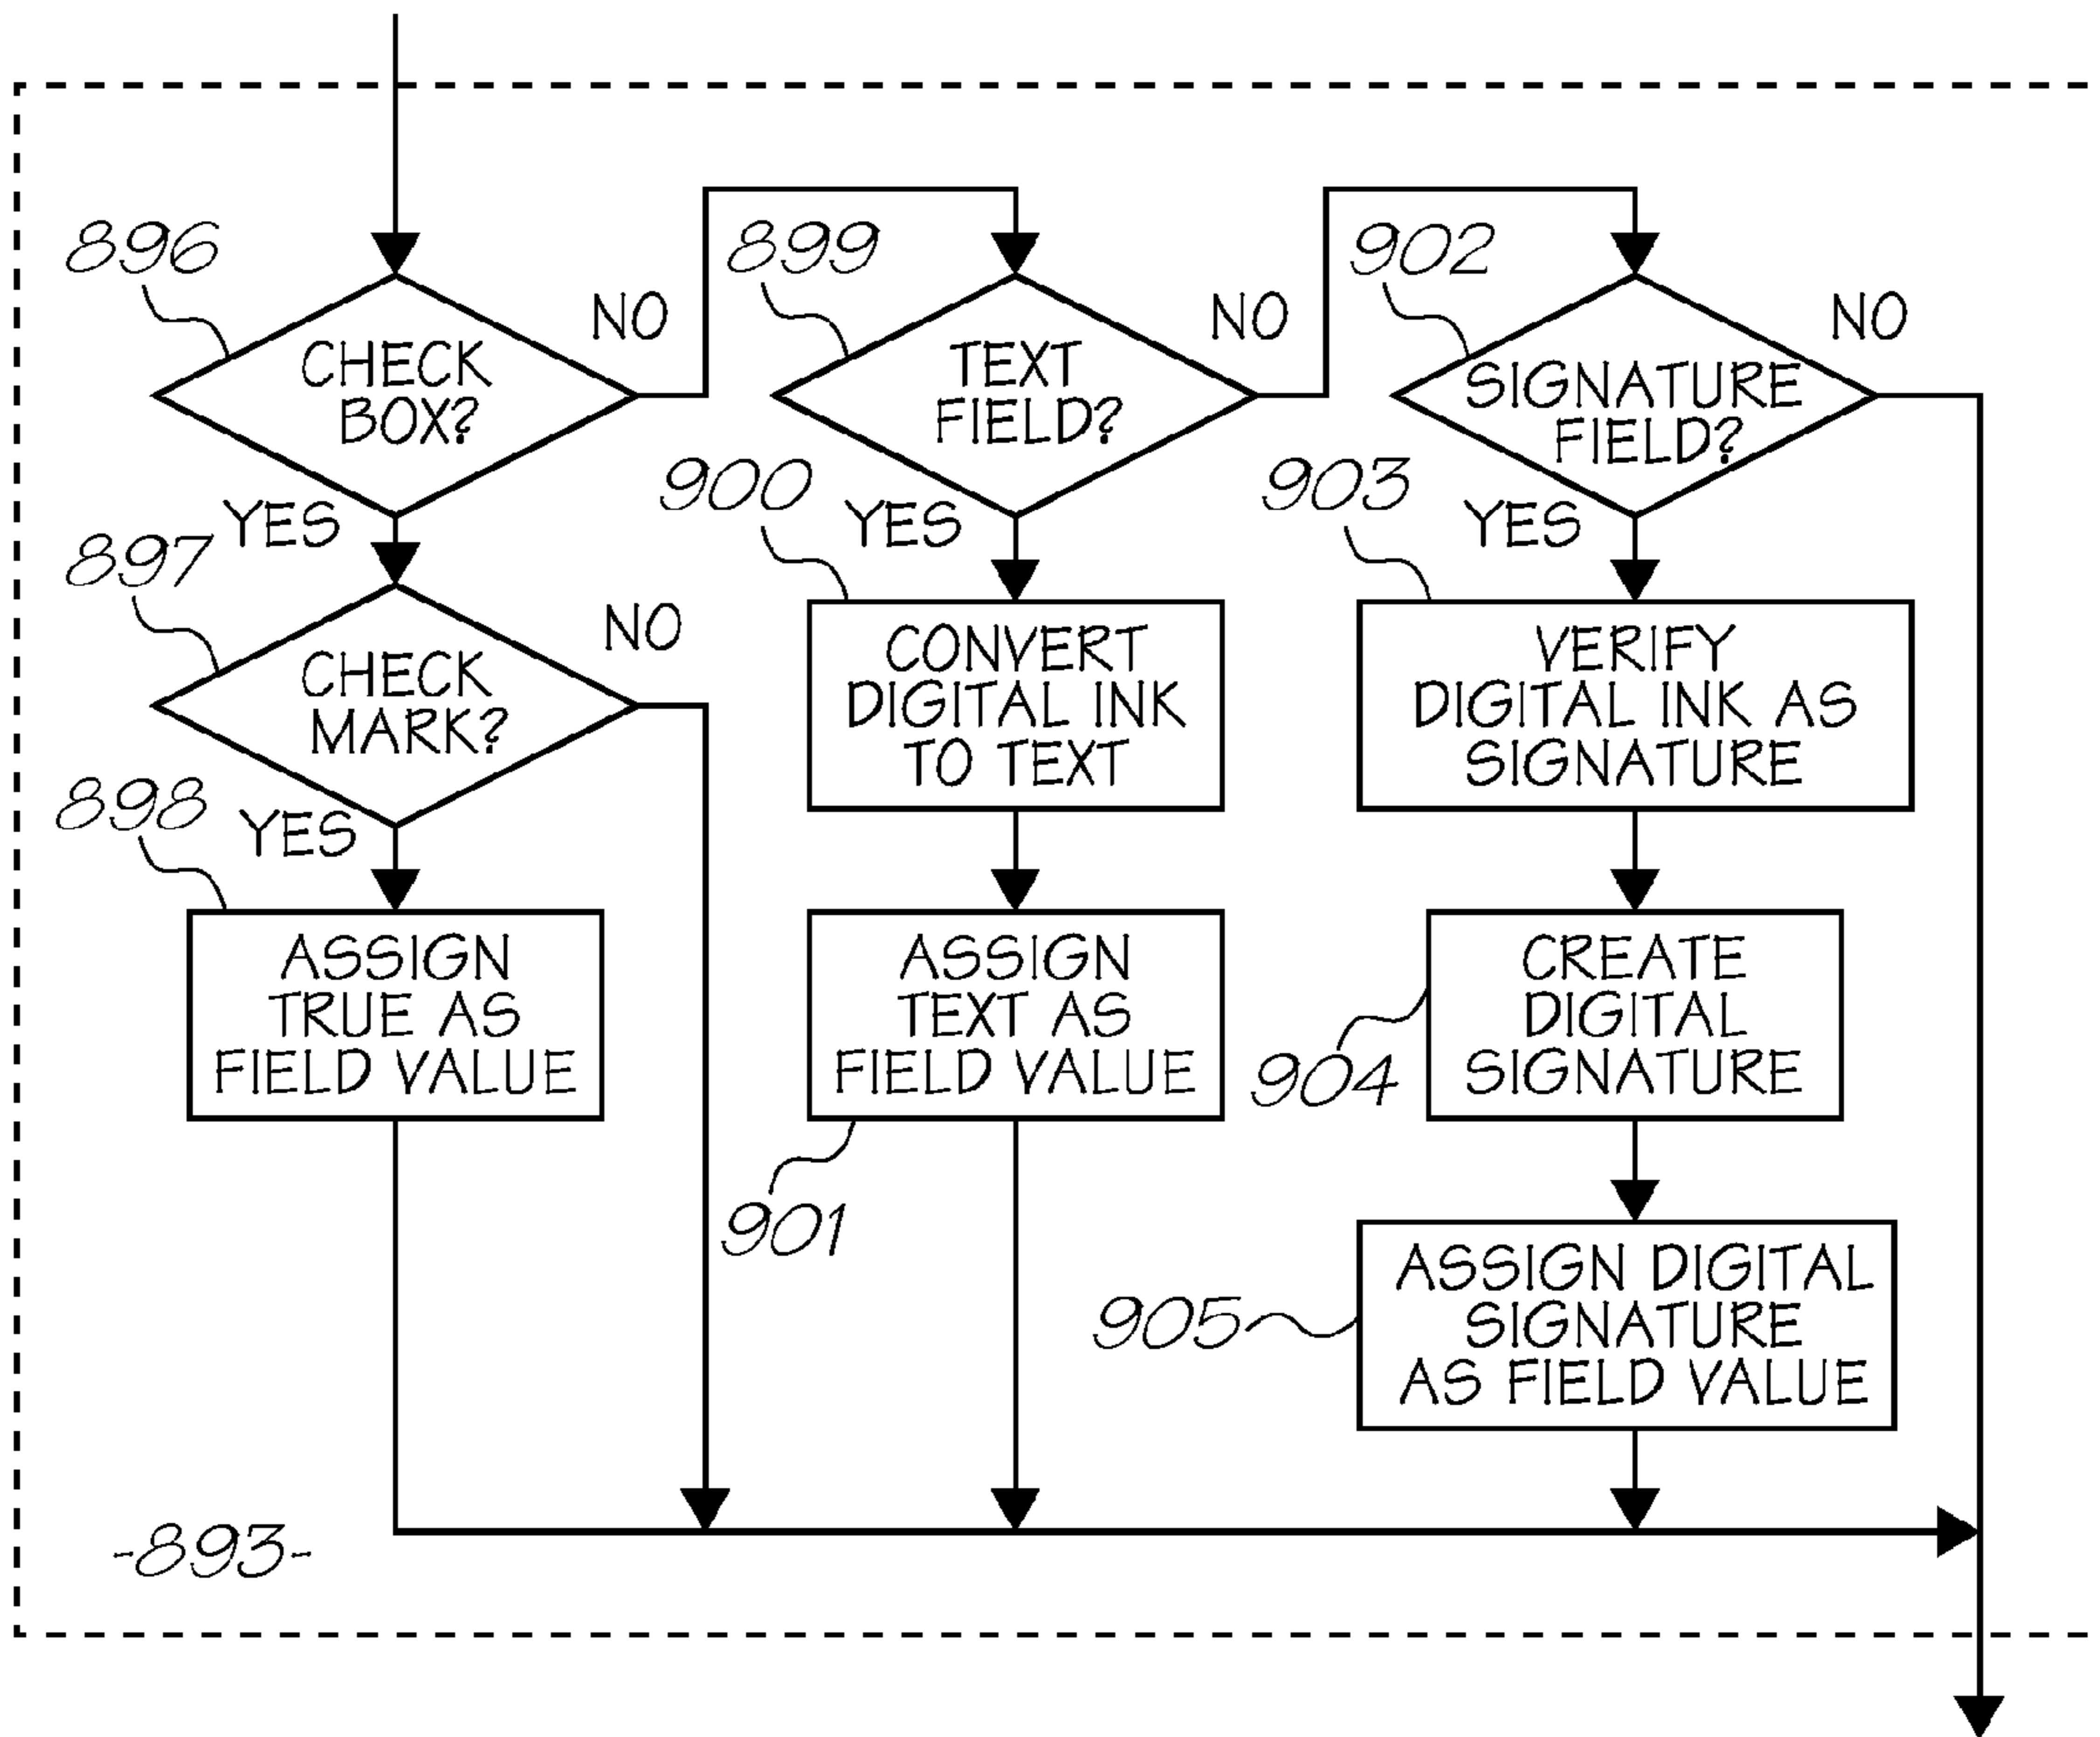 896
CHECK
BOX?
NO
YES
897
CHECK
MARK?
NO
898
YES
ASSIGN
TRUE AS
FIELD VALUE
899
TEXT
FIELD?
NO
900
YES
CONVERT
DIGITAL INK
TO TEXT
ASSIGN
TEXT AS
FIELD VALUE
901
902
SIGNATURE
FIELD?
NO
903
YES
VERIFY
DIGITAL INK AS
SIGNATURE
CREATE
DIGITAL
SIGNATURE
904
ASSIGN DIGITAL
SIGNATURE
AS FIELD VALUE
905
-893-